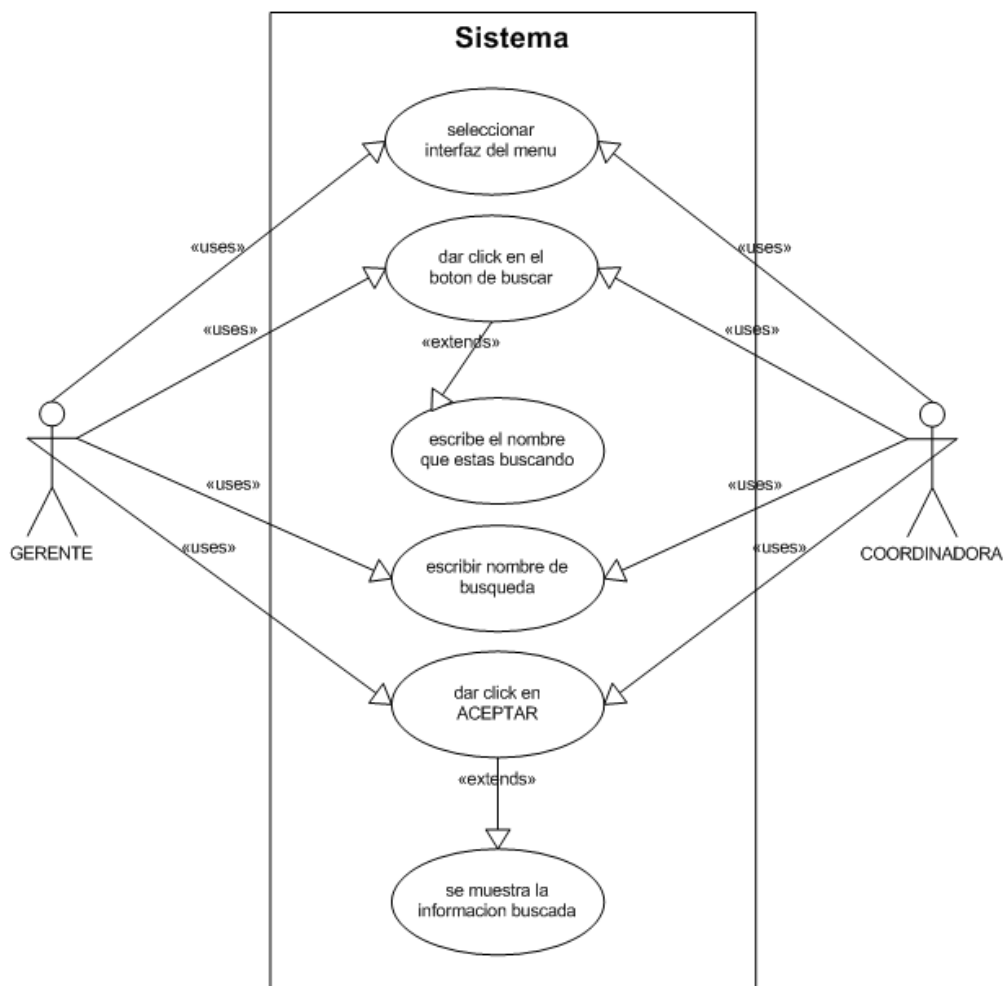 Sistema
seleccionar
interfaz del menu
«uses»
«uses»
dar click en el
boton de buscar
«uses»
«uses»
«extends»
escribe el nombre
que estas buscando
«uses»
«uses»
GERENTE
«uses»
escribir nombre de
busqueda
«uses»
COORDINADORA
dar click en
ACEPTAR
«extends»
se muestra la
informacion buscada